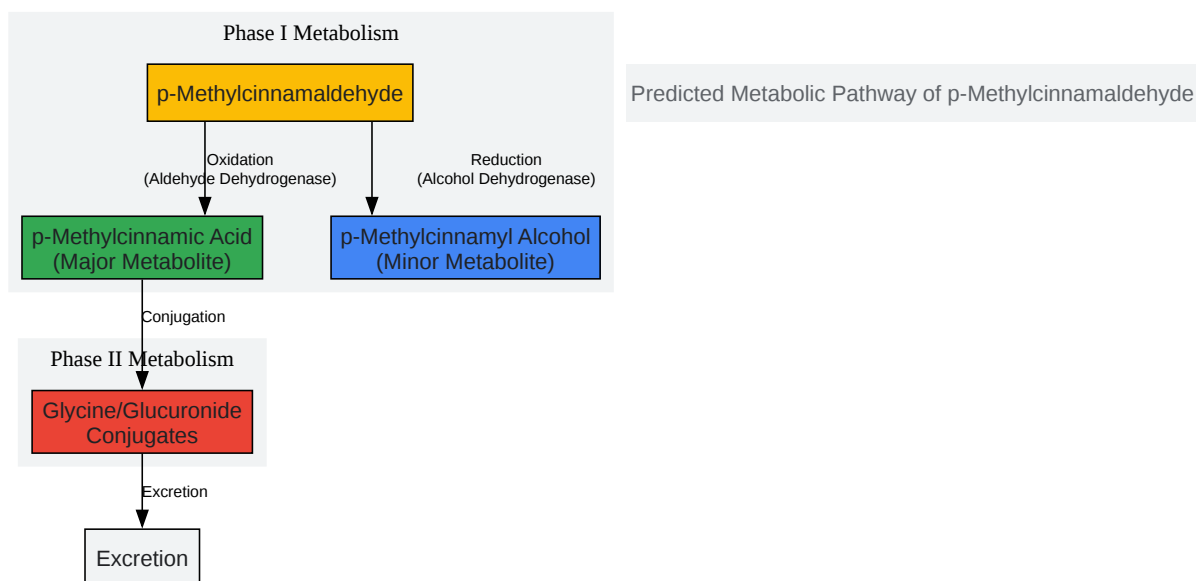 Phase I Metabolism
p-Methylcinnamaldehyde
Predicted Metabolic Pathway of p-Methylcinnamaldehyde
Oxidation
(Aldehyde Dehydrogenase)
Reduction
(Alcohol Dehydrogenase)
p-Methylcinnamic Acid
(Major Metabolite)
p-Methylcinnamyl Alcohol
(Minor Metabolite)
Conjugation
Phase II Metabolism
Glycine/Glucuronide
Conjugates
Excretion
Excretion